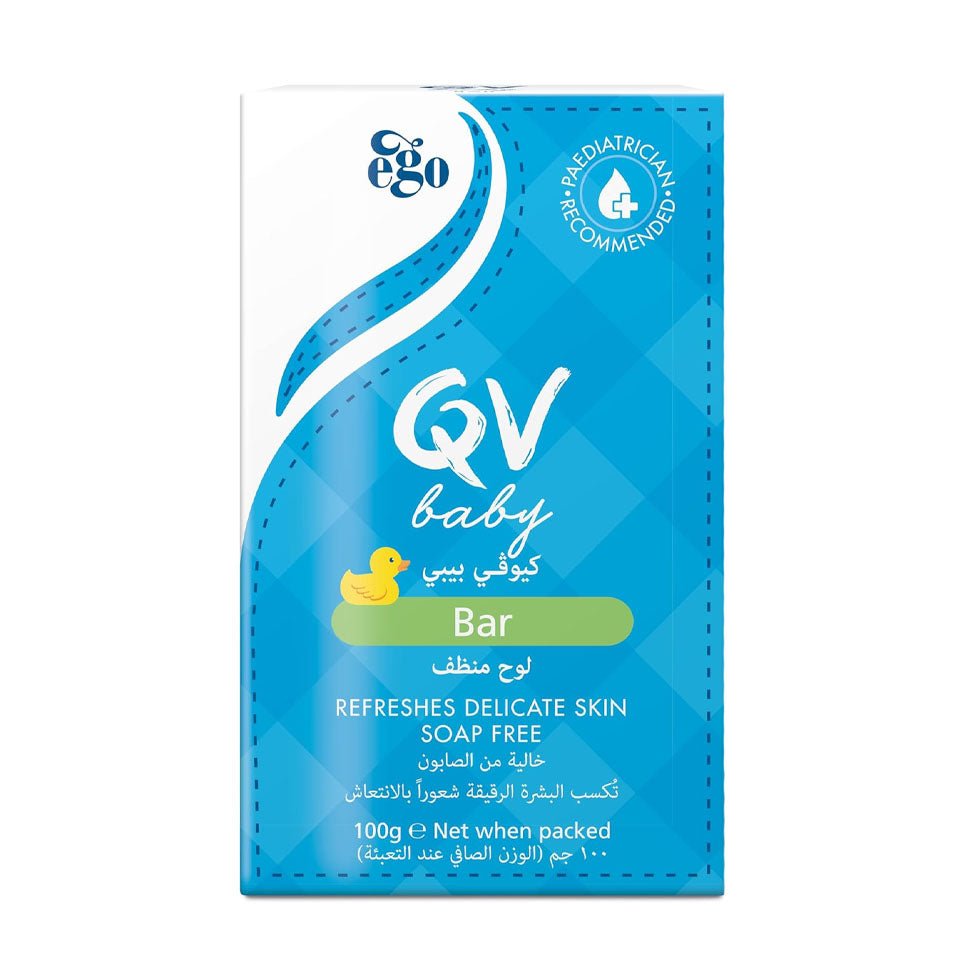 ego
PAEDIATRICIAN
RECOMMENDED
QV
baby
كيوڤي بيبي
Bar
لوح منظف
REFRESHES DELICATE SKIN
SOAP FREE
خالية من الصابون
تُكسب البشرة الرقيقة شعوراً بالانتعاش
100g ℮ Net when packed
١٠٠ جم (الوزن الصافي عند التعبئة)